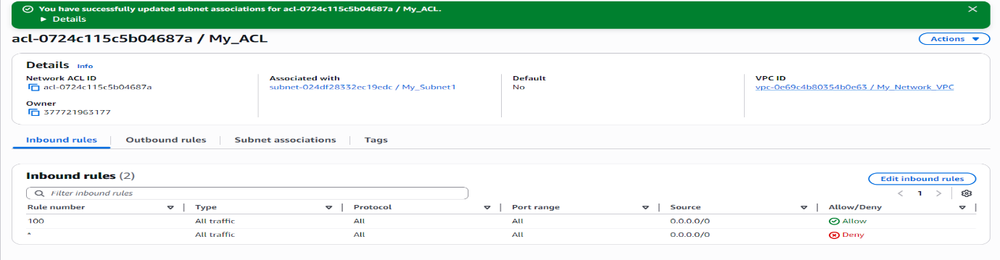 You have successfully updated subnet associations for acl-0724c115c5b04687a / My_ACL.
Details
acl-0724c115c5b04687a / My_ACL
Actions
Details Info
Network ACL ID
acl-0724c115c5b04687a
Associated with
subnet-024df28332ec19edc / My_Subnet1
Default
No
VPC ID
vpc-0e69c4b80354b0e63 / My_Network_VPC
Owner
377721963177
Inbound rules Outbound rules Subnet associations Tags
Inbound rules (2)
Edit inbound rules
Filter inbound rules
1
Rule number Type Protocol Port range Source Allow/Deny
100 All traffic All All 0.0.0.0/0 Allow
* All traffic All All 0.0.0.0/0 Deny